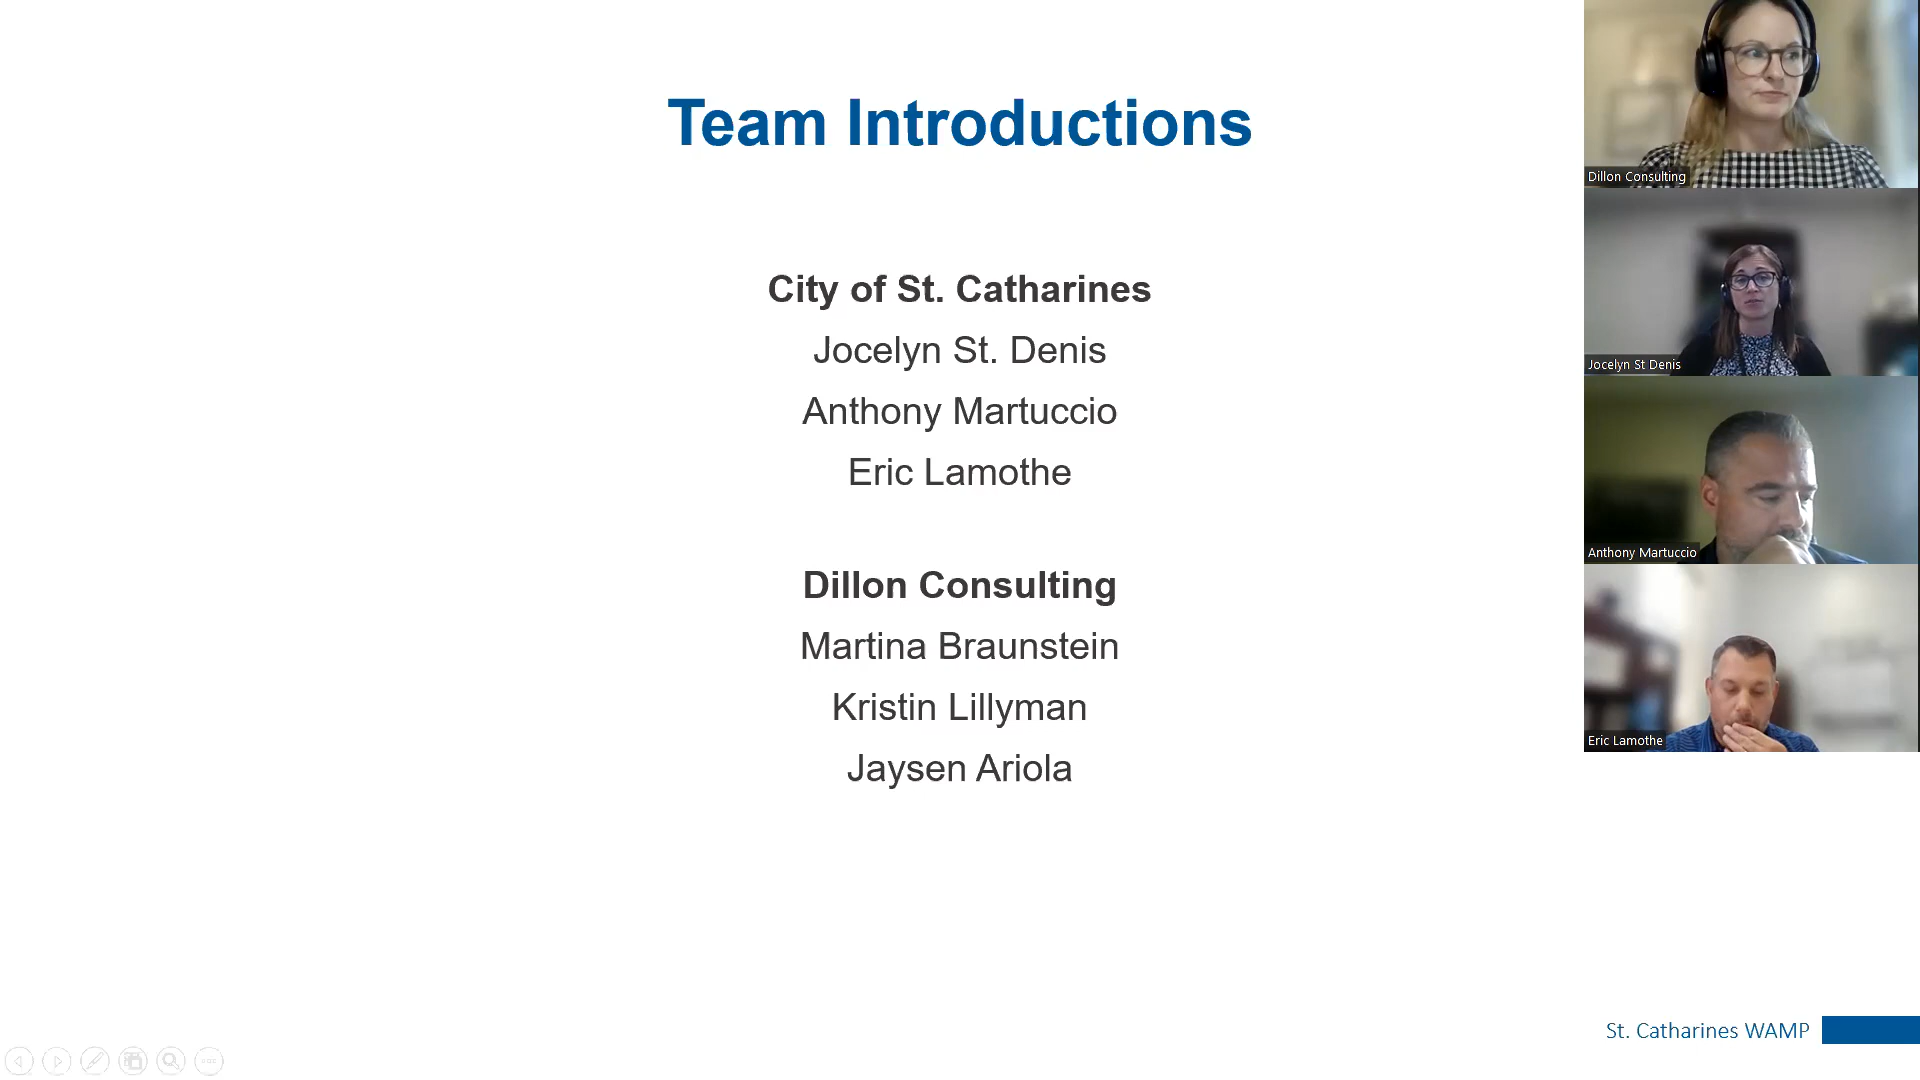 Team Introductions
City of St. Catharines
Jocelyn St. Denis
Anthony Martuccio
Eric Lamothe
Dillon Consulting
Martina Braunstein
Kristin Lillyman
Jaysen Ariola
Dillon Consulting
Jocelyn St Denis
Anthony Martuccio
Eric Lamothe
St. Catharines WAMP